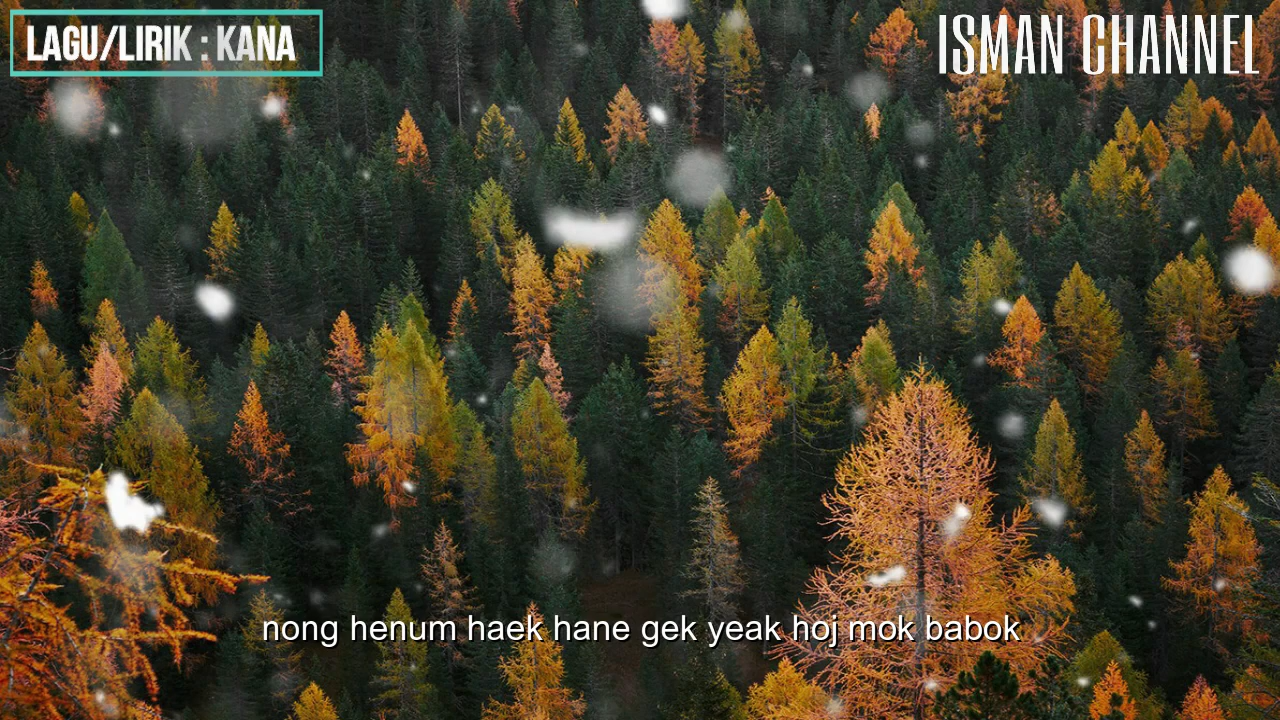 LAGU/LIRIK : KANA
ISMAN CHANNEL
nong henum haek hane gek yeak hoj mok babok